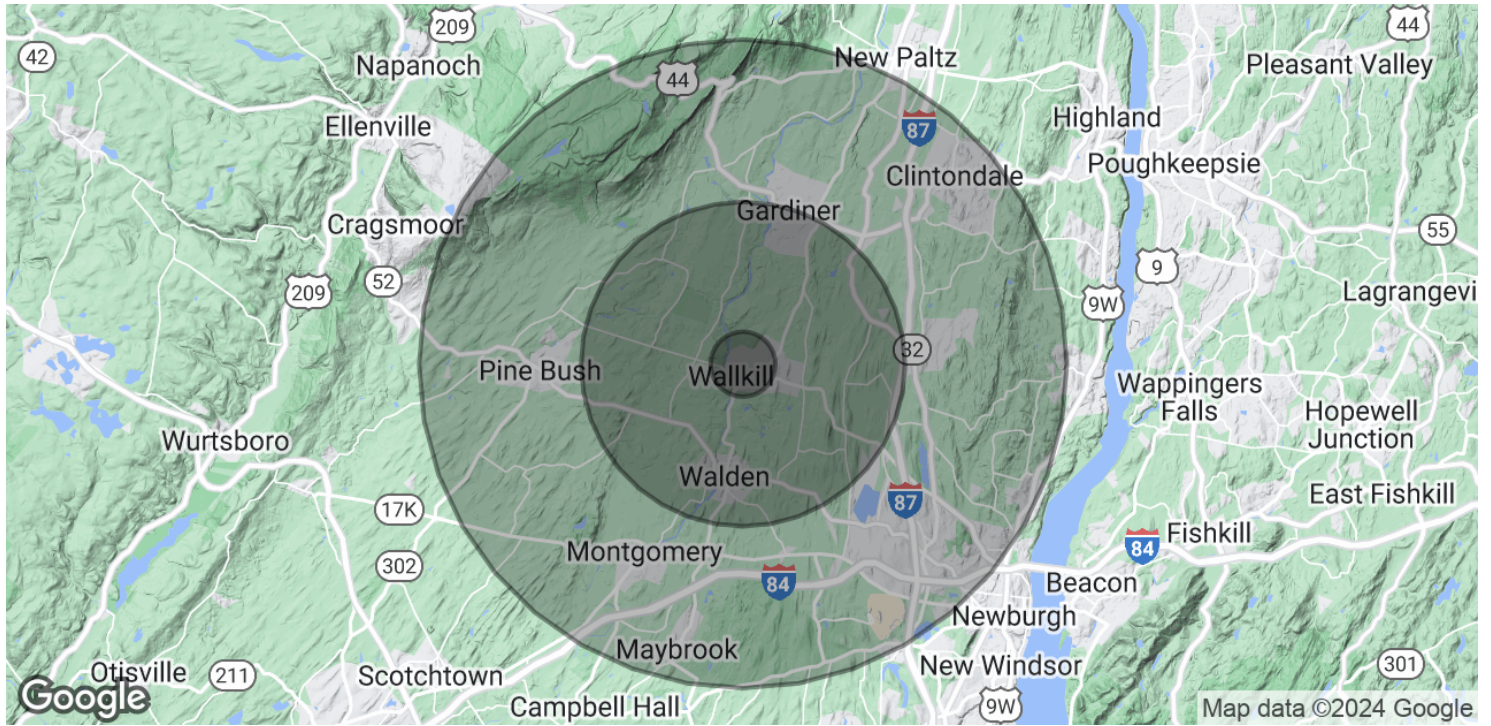 44
209
42
Napanoch
44
New Paltz
Pleasant Valley
Ellenville
87
Highland
Poughkeepsie
Clintondale
Cragsmoor
Gardiner
55
9
52
209
9W
Lagrangevi
32
Pine Bush
Wallkill
Wappingers
Falls
Hopewell
Junction
Wurtsboro
Walden
17K
87
East Fishkill
Fishkill
84
Montgomery
302
84
Beacon
Newburgh
Maybrook
Otisville
211
Scotchtown
New Windsor
301
Campbell Hall
9W
Google
Map data ©2024 Google